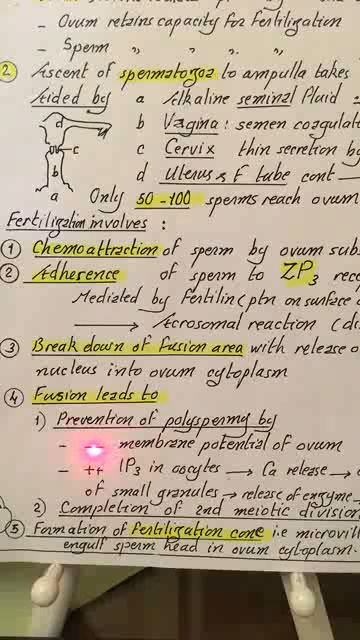 - Ovum retains capacity for fertilization
- Sperm " " " "
② Ascent of spermatozoa to ampulla takes
Aided by a Alkaline seminal fluid
d b Vagina : semen coagulat
c c Cervix thin secretion by
b d Uterus & F tube cont
a Only 50-100 sperms reach ovum
Fertilization involves :
① Chemoattraction of sperm by ovum subs
② Adherence of sperm to ZP3 rece
Mediated by Fertilin (ptn on surface
→ Acrosomal reaction (di
③ Break down of fusion area with release o
nucleus into ovum cytoplasm
④ Fusion leads to
1) Prevention of polyspermy by
- membrane potential of ovum
- ++ IP3 in oocytes → Ca release →
of small granules → release of enzyme
2) Completion of 2nd meiotic division
⑤ Formation of fertilization cone i.e microvill
engulf sperm head in ovum cytoplasm.